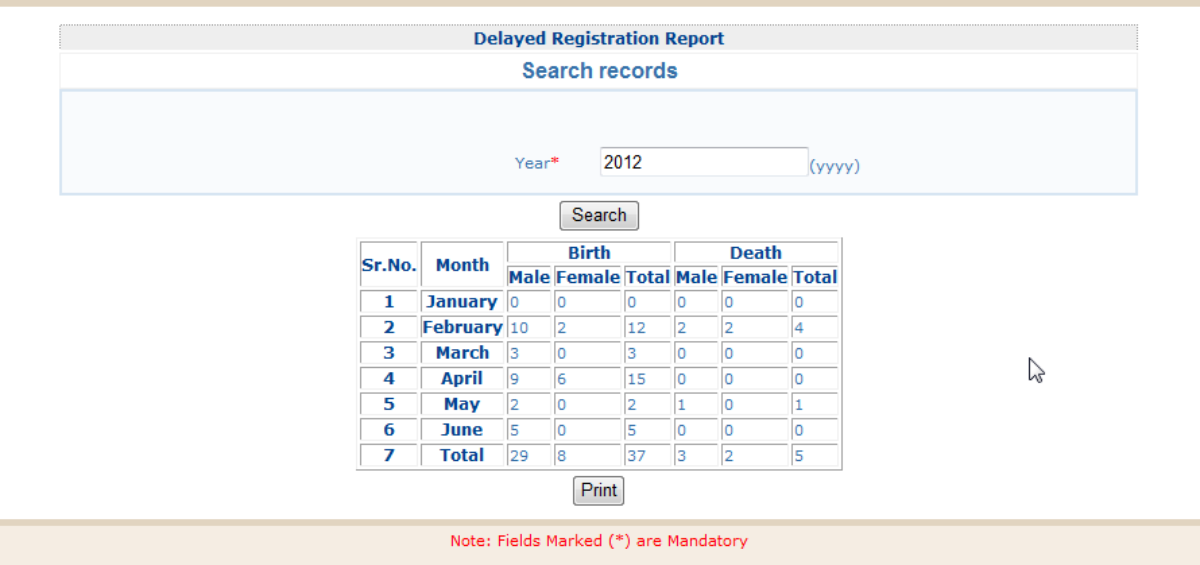 Delayed Registration Report
Search records
Year* 2012 (yyyy)
Search
Sr.No. Month Birth Death
Male Female Total Male Female Total
1 January 0 0 0 0 0 0
2 February 10 2 12 2 2 4
3 March 3 0 3 0 0 0
4 April 9 6 15 0 0 0
5 May 2 0 2 1 0 1
6 June 5 0 5 0 0 0
7 Total 29 8 37 3 2 5
Print
Note: Fields Marked (*) are Mandatory